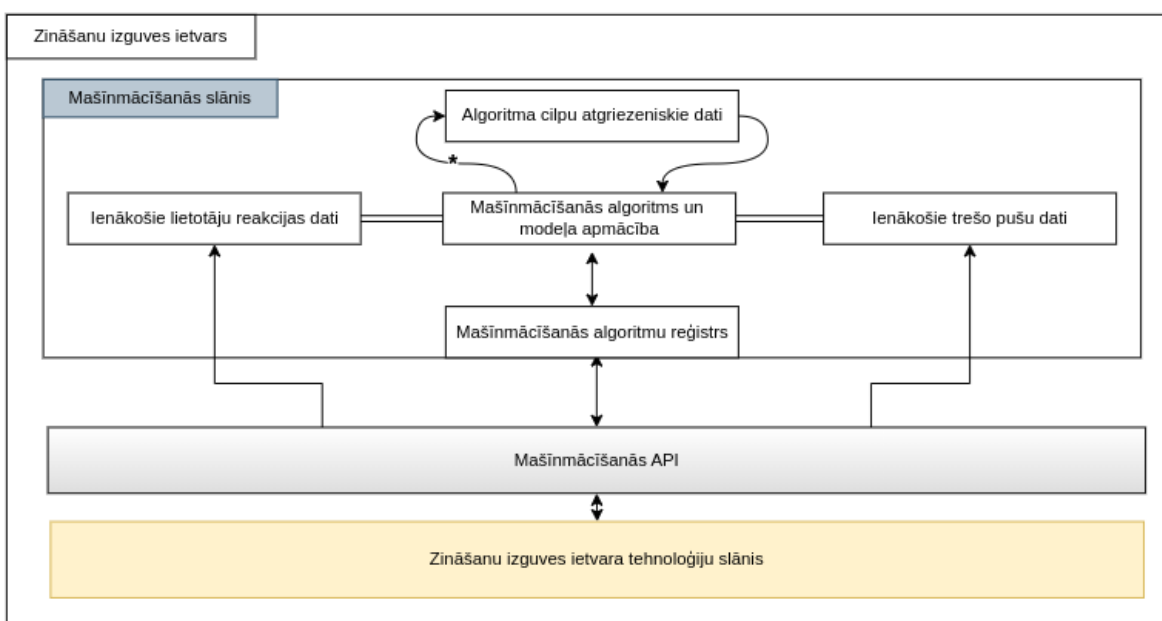 Zināšanu izguves ietvars
Mašīnmācīšanās slānis
Algoritma cilpu atgriezeniskie dati
*
Ienākošie lietotāju reakcijas dati
Mašīnmācīšanās algoritms un
modeļa apmācība
Ienākošie trešo pušu dati
Mašīnmācīšanās algoritmu reģistrs
Mašīnmācīšanās API
Zināšanu izguves ietvara tehnoloģiju slānis